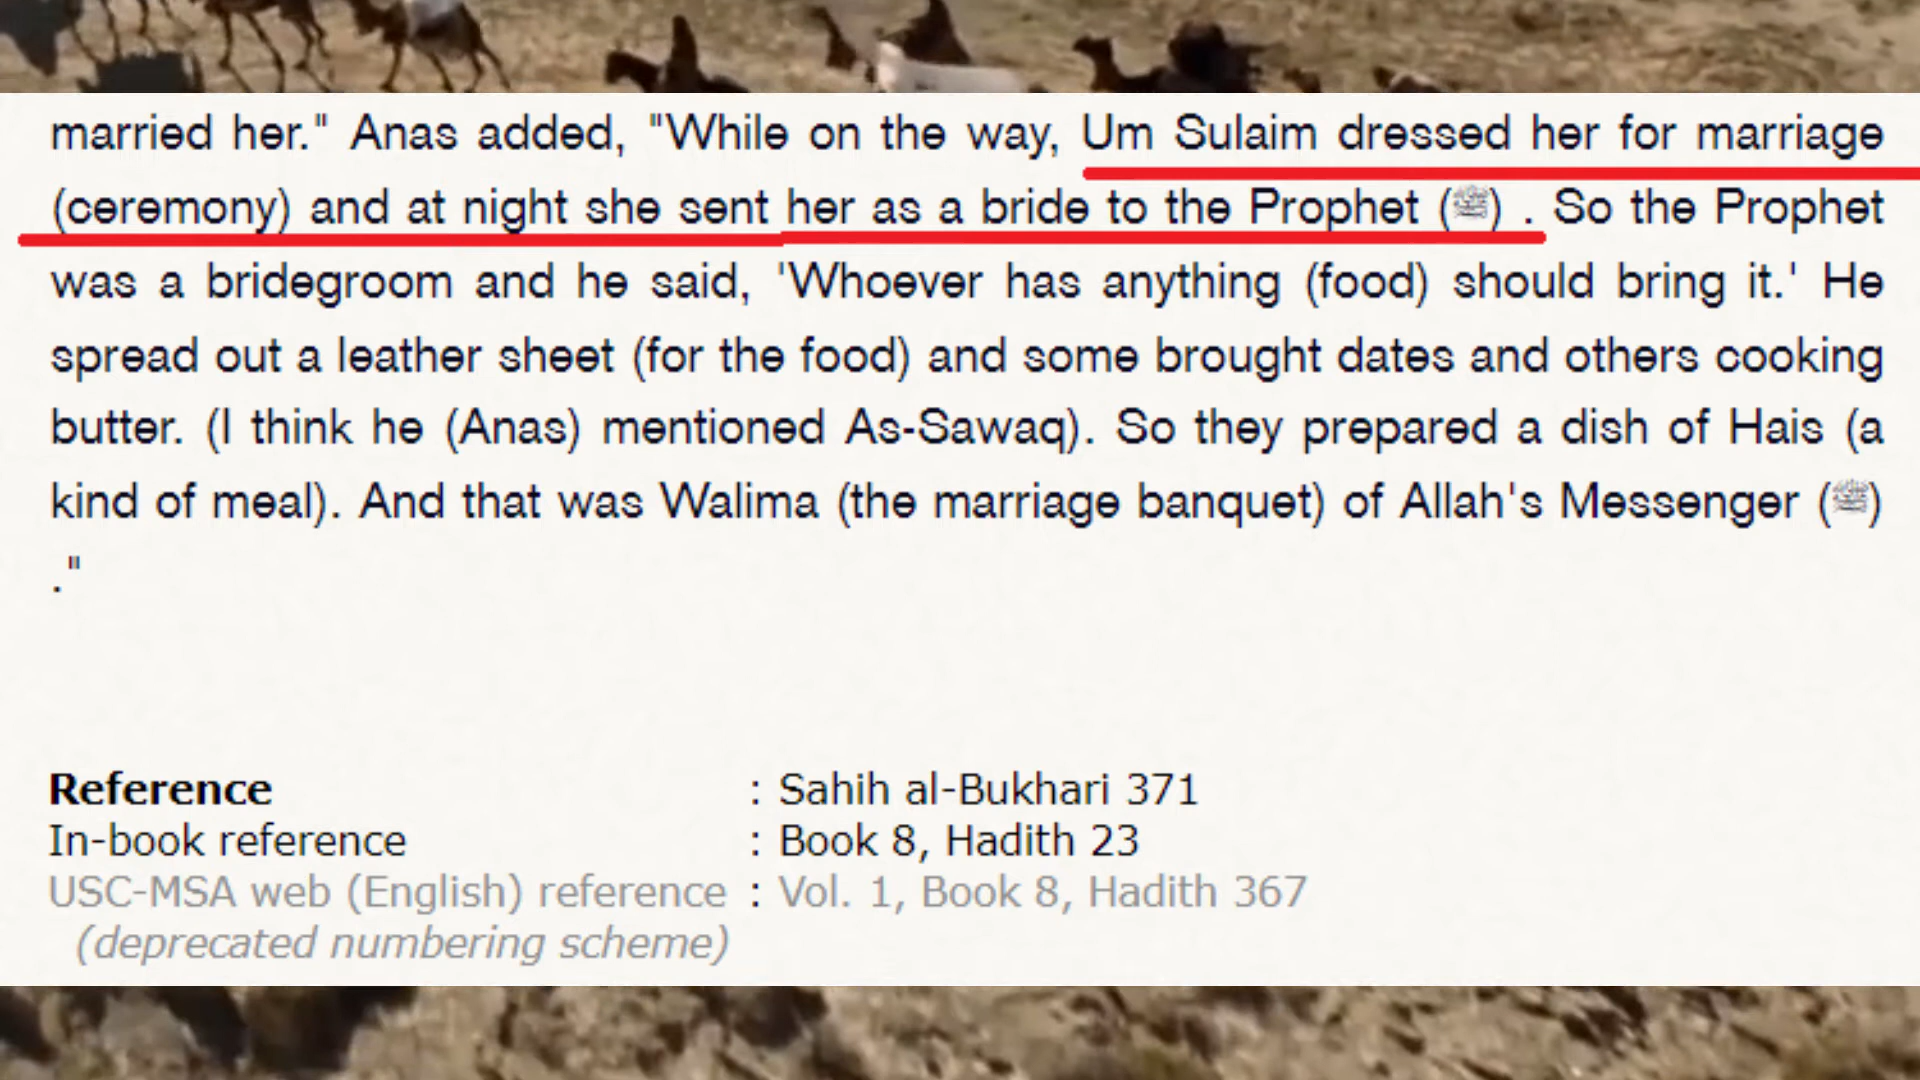 married her." Anas added, "While on the way, Um Sulaim dressed her for marriage
(ceremony) and at night she sent her as a bride to the Prophet (ﷺ) . So the Prophet
was a bridegroom and he said, 'Whoever has anything (food) should bring it.' He
spread out a leather sheet (for the food) and some brought dates and others cooking
butter. (I think he (Anas) mentioned As-Sawaq). So they prepared a dish of Hais (a
kind of meal). And that was Walima (the marriage banquet) of Allah's Messenger (ﷺ)
."
Reference : Sahih al-Bukhari 371
In-book reference : Book 8, Hadith 23
USC-MSA web (English) reference : Vol. 1, Book 8, Hadith 367
(deprecated numbering scheme)